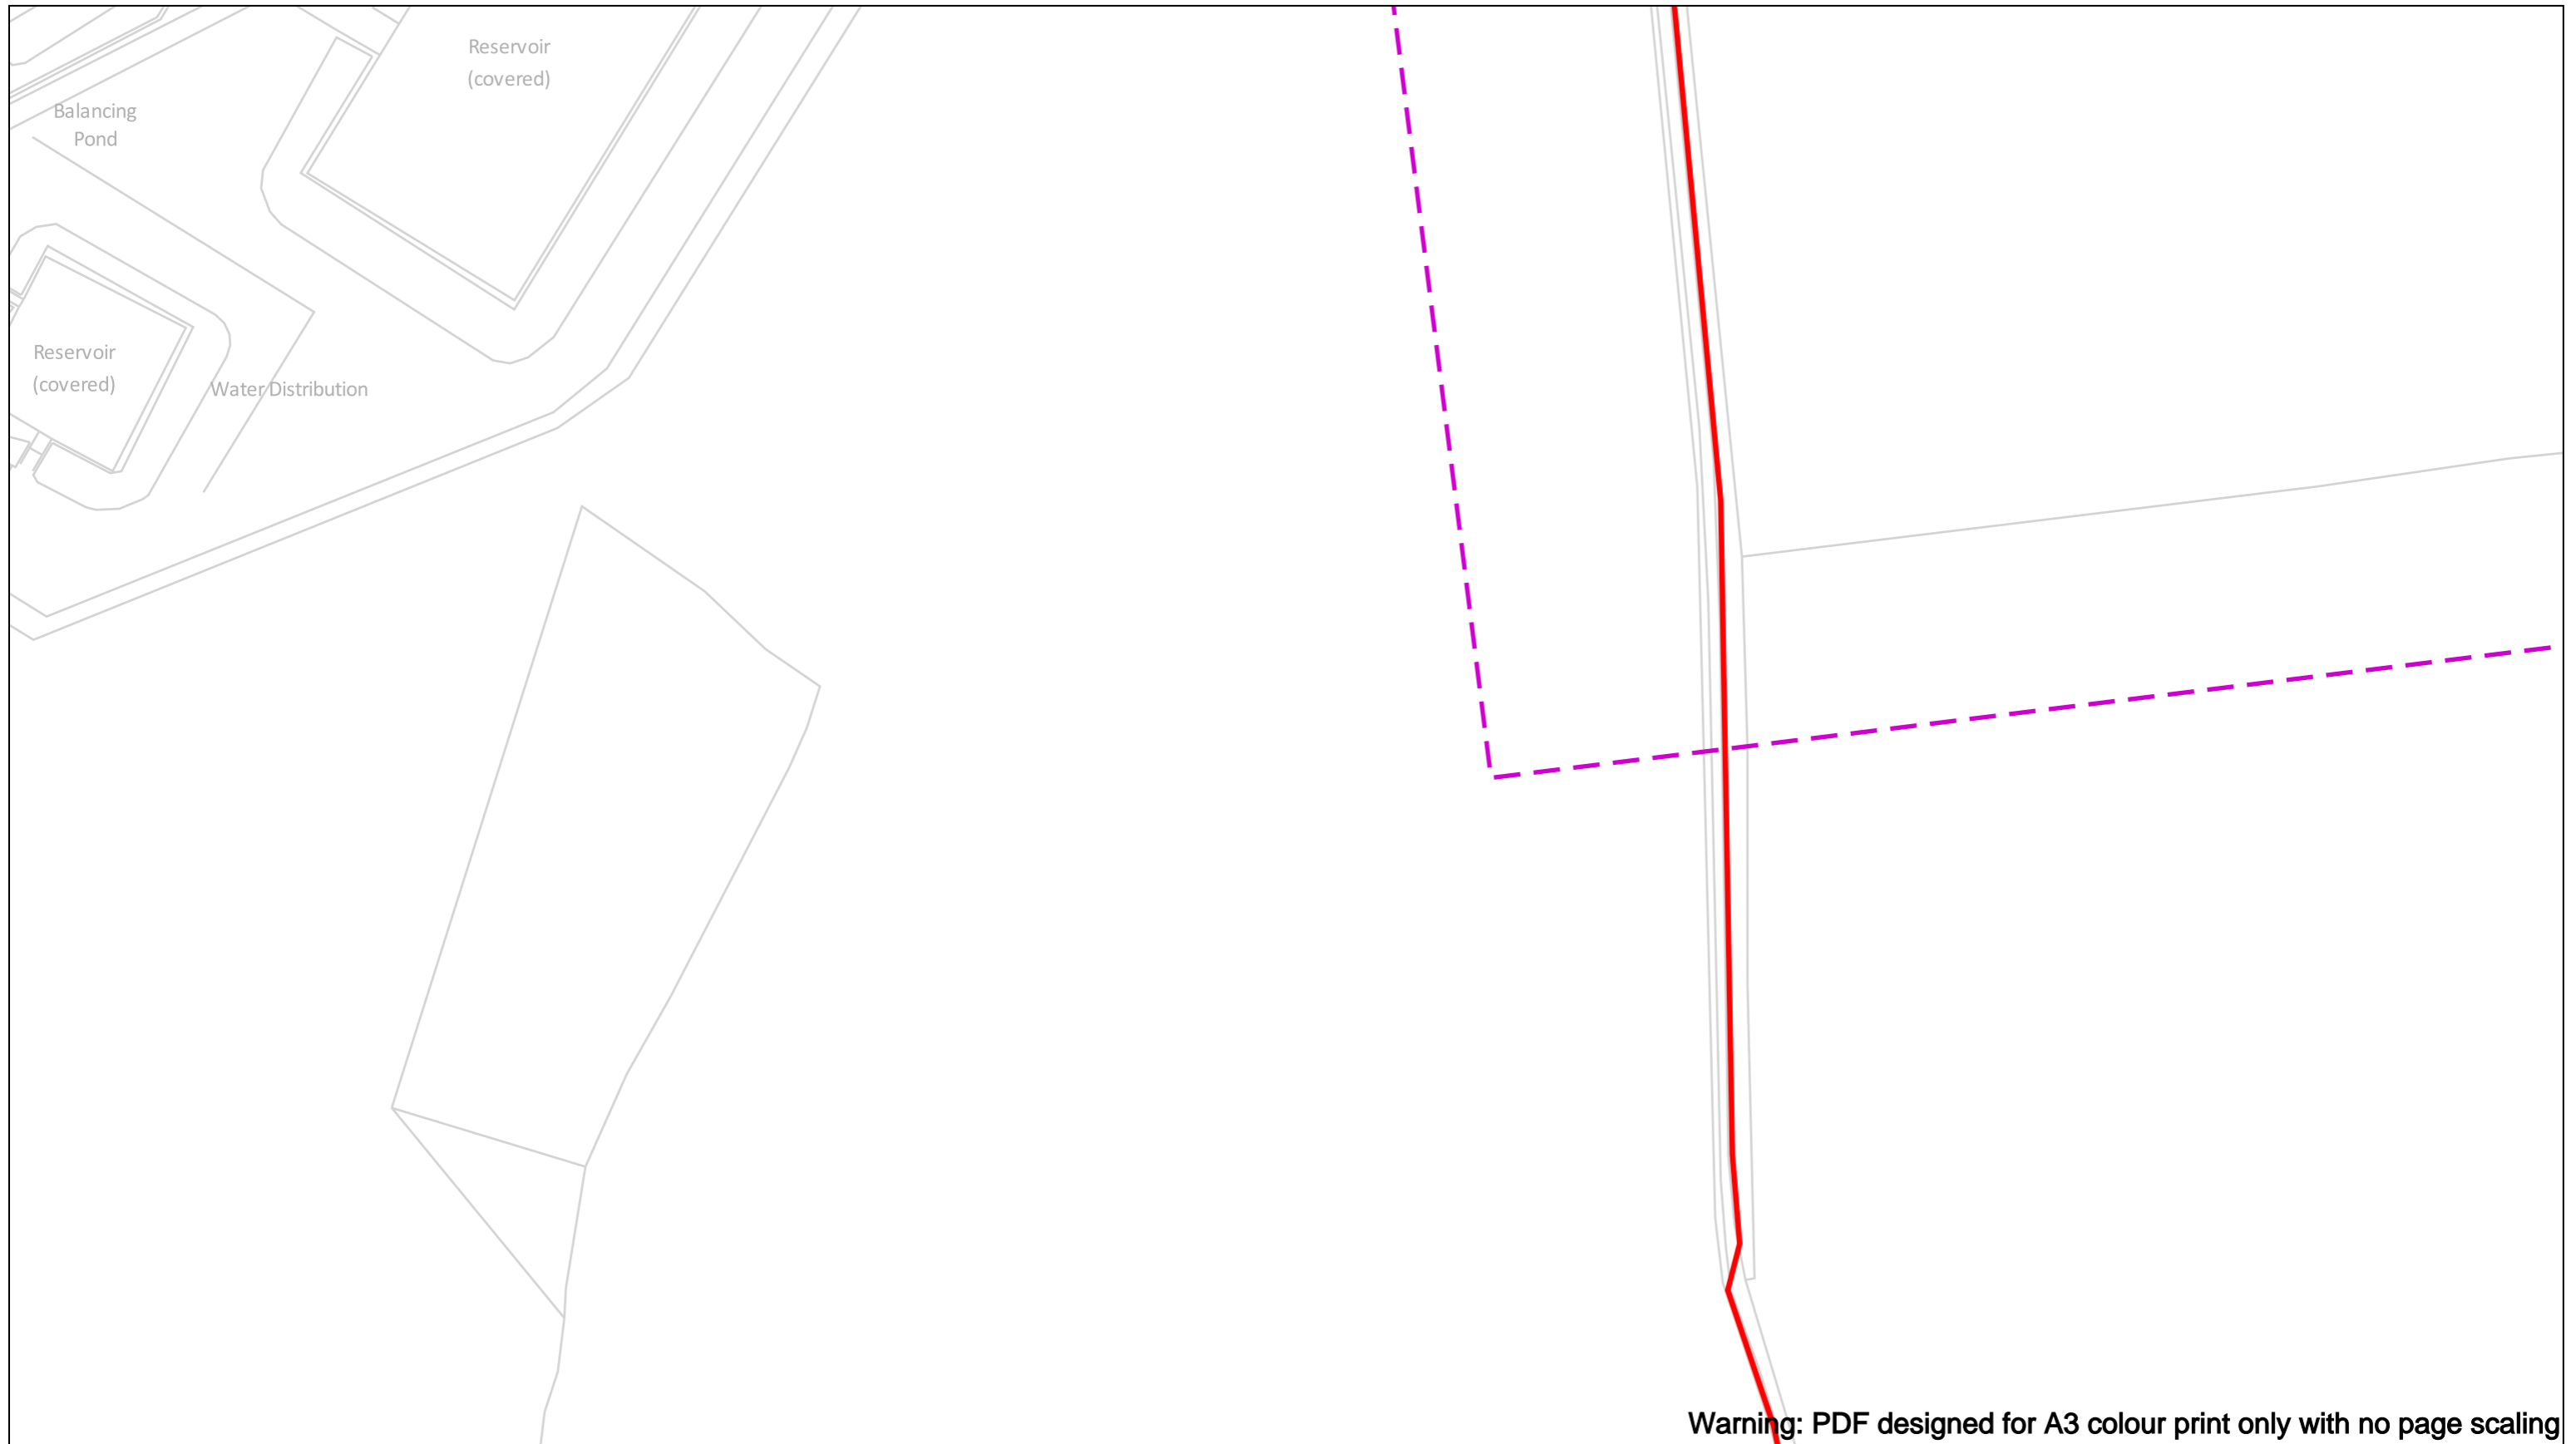 Reservoir
(covered)
Balancing
Pond
Reservoir
(covered)
Water Distribution
Warning: PDF designed for A3 colour print only with no page scaling